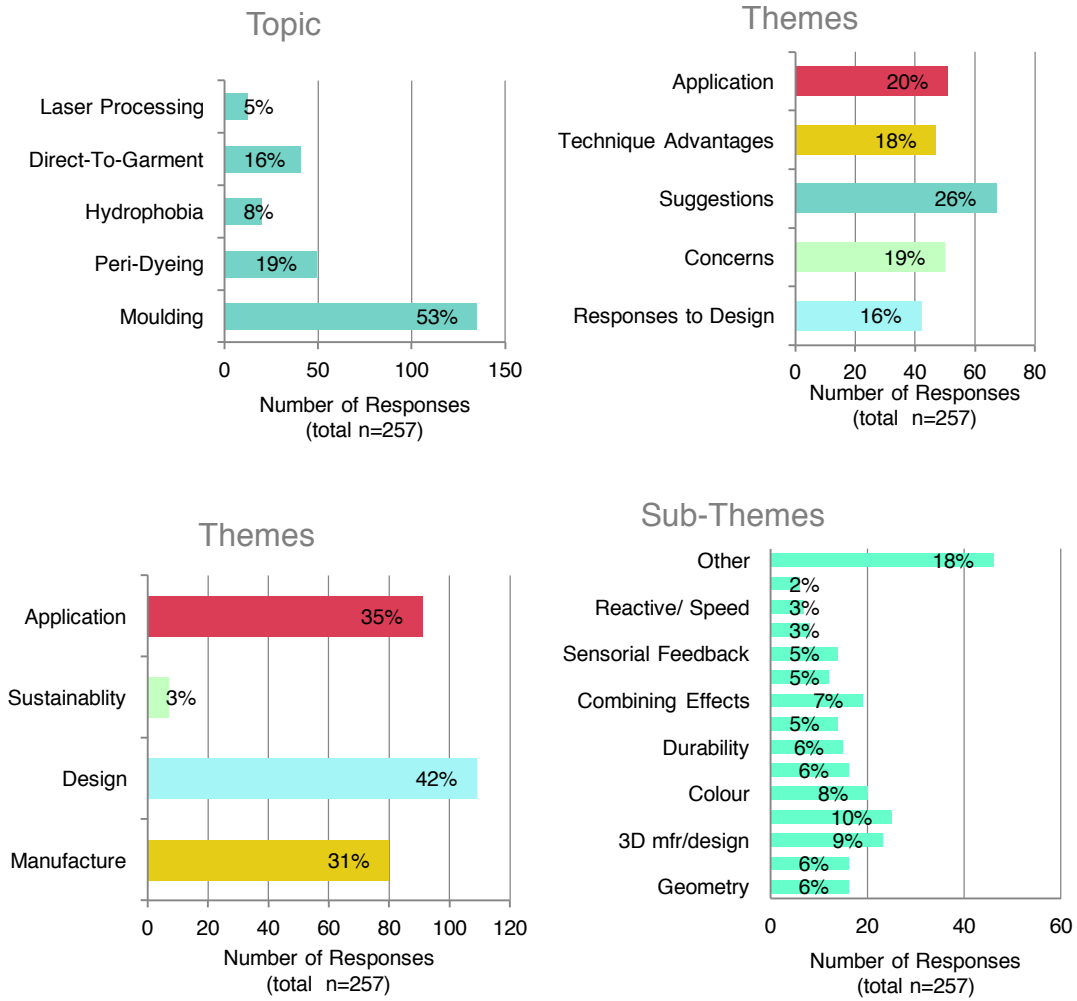 Topic
Laser Processing 5%
Direct-To-Garment 16%
Hydrophobia 8%
Peri-Dyeing 19%
Moulding 53%
0 50 100 150
Number of Responses
(total n=257)
Themes
Application 20%
Technique Advantages 18%
Suggestions 26%
Concerns 19%
Responses to Design 16%
0 20 40 60 80
Number of Responses
(total n=257)
Themes
Application 35%
Sustainablity 3%
Design 42%
Manufacture 31%
0 20 40 60 80 100 120
Number of Responses
(total n=257)
Sub-Themes
Other 18%
2%
Reactive/ Speed 3%
3%
Sensorial Feedback 5%
5%
Combining Effects 7%
5%
Durability 6%
6%
Colour 8%
10%
3D mfr/design 9%
6%
Geometry 6%
0 20 40 60
Number of Responses
(total n=257)